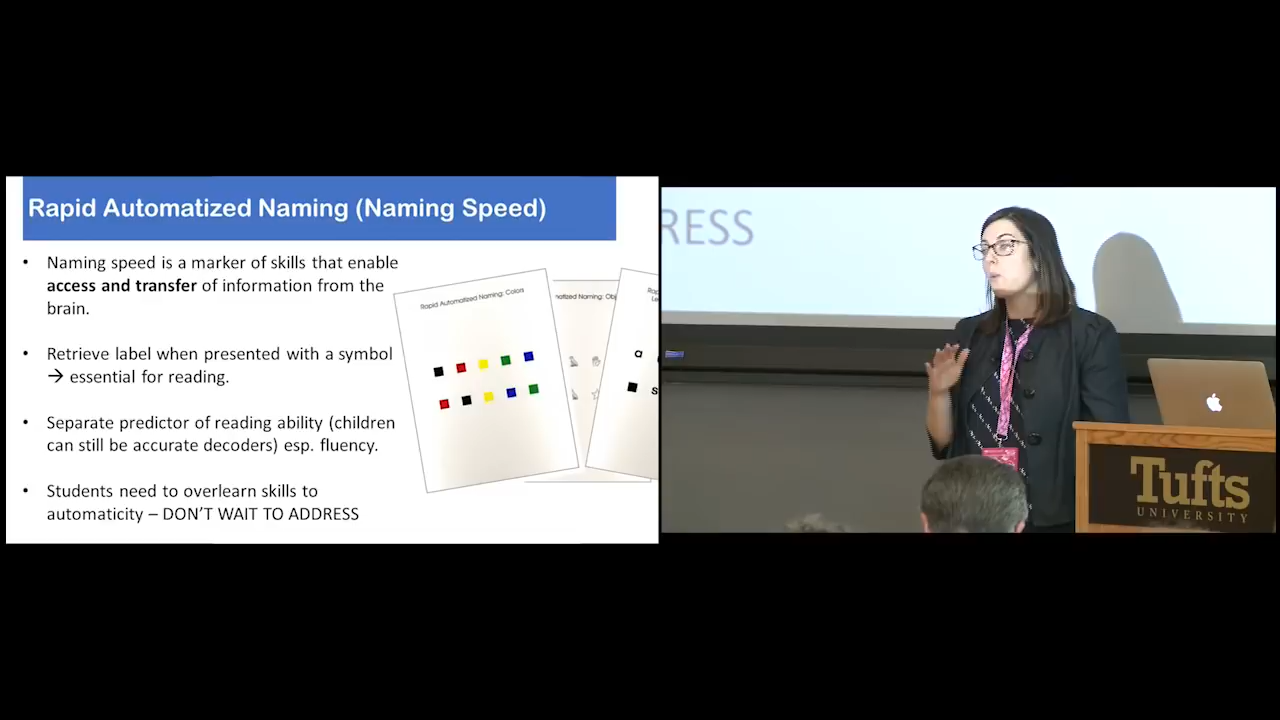 Rapid Automatized Naming (Naming Speed)
• Naming speed is a marker of skills that enable
access and transfer of information from the
brain.
• Retrieve label when presented with a symbol
→ essential for reading.
• Separate predictor of reading ability (children
can still be accurate decoders) esp. fluency.
• Students need to overlearn skills to
automaticity – DON'T WAIT TO ADDRESS
Rapid Automatized Naming: Colors
a
s
RESS
Tufts
UNIVERSITY